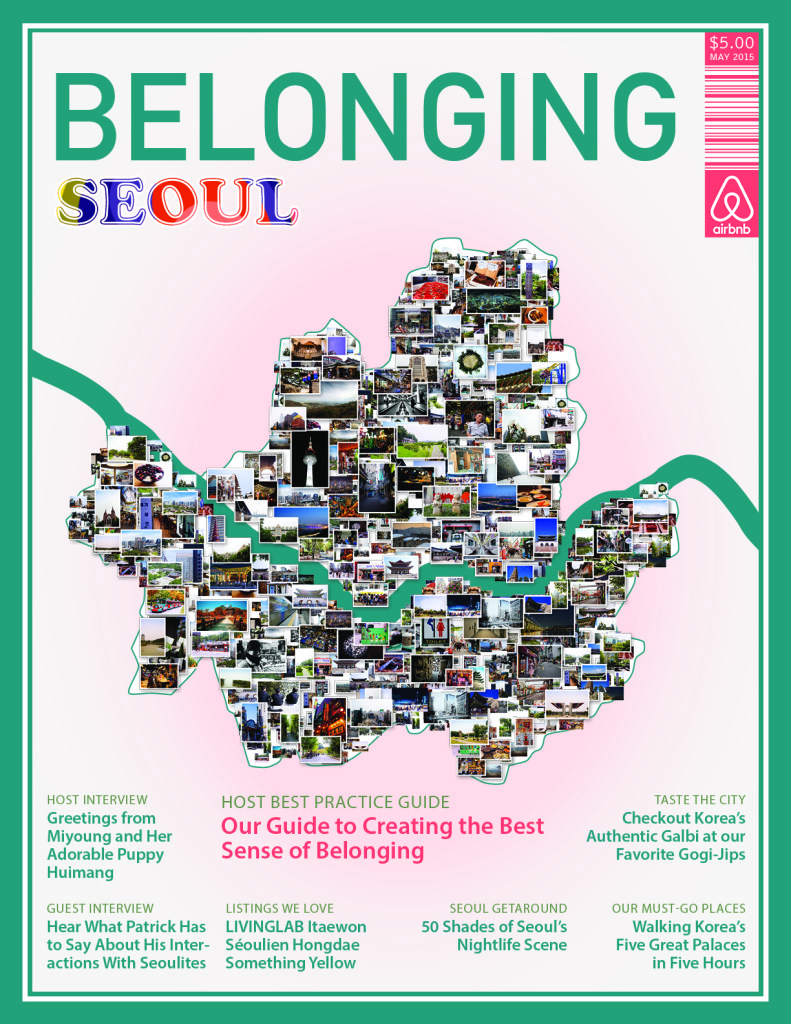 $5.00
MAY 2015
BELONGING
SEOUL
airbnb
HOST INTERVIEW
Greetings from
Miyoung and Her
Adorable Puppy
Huimang
HOST BEST PRACTICE GUIDE
Our Guide to Creating the Best
Sense of Belonging
TASTE THE CITY
Checkout Korea's
Authentic Galbi at our
Favorite Gogi-Jips
GUEST INTERVIEW
Hear What Patrick Has
to Say About His Inter-
actions With Seoulites
LISTINGS WE LOVE
LIVINGLAB Itaewon
Séoulien Hongdae
Something Yellow
SEOUL GETAROUND
50 Shades of Seoul's
Nightlife Scene
OUR MUST-GO PLACES
Walking Korea's
Five Great Palaces
in Five Hours